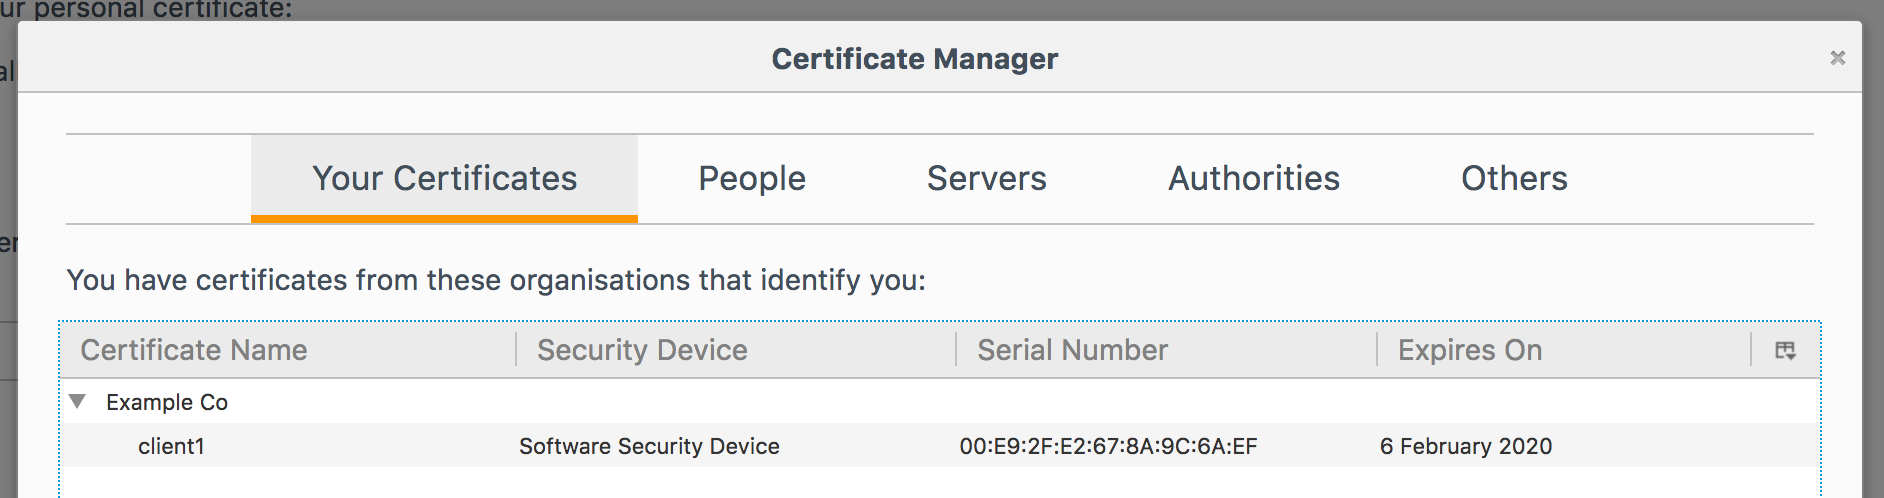 ur personal certificate:
Certificate Manager
al
Your Certificates People Servers Authorities Others
er
You have certificates from these organisations that identify you:
Certificate Name Security Device Serial Number Expires On
Example Co
client1 Software Security Device 00:E9:2F:E2:67:8A:9C:6A:EF 6 February 2020